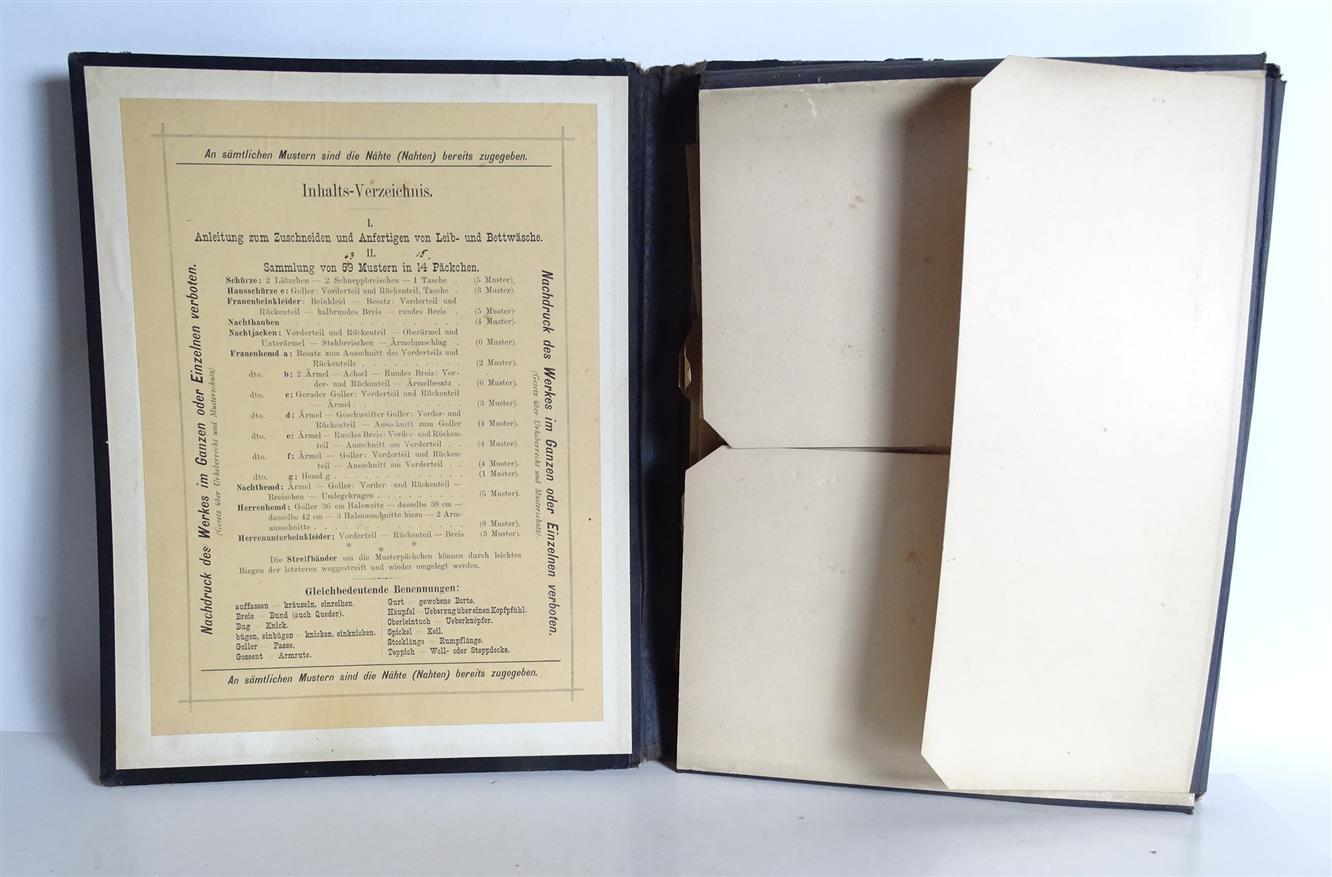 An sämtlichen Mustern sind die Nähte (Nahten) bereits zugegeben.
Inhalts-Verzeichnis.
I.
Anleitung zum Zuschneiden und Anfertigen von Leib- und Bettwäsche.
II.
3 15.
Sammlung von 59 Mustern in 14 Päckchen.
Schürze: 2 Lätzchen — 2 Schneppbreischen — 1 Tasche . (5 Muster),
Hausschürze e: Goller: Vorderteil und Rückenteil, Tasche . (3 Muster).
Frauenbeinkleider: Beinkleid — Besatz: Vorderteil und
Rückenteil — halbrundes Breis — rundes Breis . (5 Muster)
Nachthauben . . . . . . . . . . . . . . . . (4 Muster).
Nachtjacken: Vorderteil und Rückenteil — Oberärmel und
Unterärmel — Stehbreischen — Ärmelumschlag . (6 Muster).
Frauenhemd a: Besatz zum Ausschnitt des Vorderteils und
Rückenteils . . . . . . . . . . (2 Muster).
dto. b: 2 Ärmel — Achsel — Rundes Breis: Vor-
der- und Rückenteil — Ärmelbesatz . (6 Muster).
dto. c: Gerader Goller: Vorderteil und Rückenteil
— Ärmel . . . . . . . . . . . (3 Muster).
dto. d: Ärmel — Geschweifter Goller: Vorder- und
Rückenteil — Ausschnitt zum Goller (4 Muster).
dto. e: Ärmel — Rundes Breis: Vorder- und Rücken-
teil — Ausschnitt am Vorderteil . . (4 Muster).
dto. f: Ärmel — Goller: Vorderteil und Rücken-
teil — Ausschnitt am Vorderteil . . (4 Muster).
dto. g: Hemd g . . . . . . . . . . . . . (1 Muster).
Nachthemd: Ärmel — Goller: Vorder- und Rückenteil —
Breischen — Umlegekragen . . . . . . . . . (5 Muster).
Herrenhemd: Goller 36 cm Halsweite — dasselbe 38 cm —
dasselbe 42 cm — 3 Halsausschnitte hiezu — 2 Arm-
ausschnitte . . . . . . . . . . . . . . . (8 Muster).
Herrenunterbeinkleider: Vorderteil — Rückenteil — Breis (3 Muster).
* * *
Die Streifbänder um die Musterpäckchen können durch leichtes
Biegen der letzteren weggestreift und wieder umgelegt werden.
Gleichbedeutende Benennungen:
auffassen — kräuseln, einreihen.
Breis — Bund (auch Queder).
Bug — Knick.
bügen, einbügen — knicken, einknicken.
Goller — Passe.
Gossent — Armrute.
Gurt — gewobene Borte.
Häupfel — Ueberzug über einen Kopfpfühl.
Oberleintuch — Ueberknöpfer.
Spickel — Keil.
Stocklänge — Rumpflänge.
Teppich — Woll- oder Steppdecke.
An sämtlichen Mustern sind die Nähte (Nahten) bereits zugegeben.
Nachdruck des Werkes im Ganzen oder Einzelnen verboten.
(Gesetz über Urheberrecht und Musterschutz).
Nachdruck des Werkes im Ganzen oder Einzelnen verboten.
(Gesetz über Urheberrecht und Musterschutz).